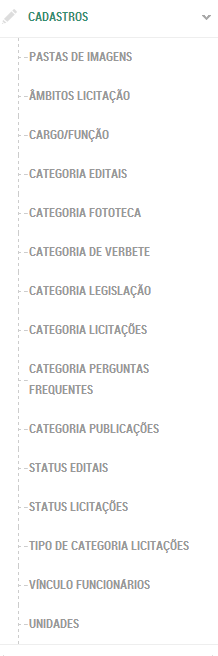 CADASTROS
PASTAS DE IMAGENS
ÂMBITOS LICITAÇÃO
CARGO/FUNÇÃO
CATEGORIA EDITAIS
CATEGORIA FOTOTECA
CATEGORIA DE VERBETE
CATEGORIA LEGISLAÇÃO
CATEGORIA LICITAÇÕES
CATEGORIA PERGUNTAS
FREQUENTES
CATEGORIA PUBLICAÇÕES
STATUS EDITAIS
STATUS LICITAÇÕES
TIPO DE CATEGORIA LICITAÇÕES
VÍNCULO FUNCIONÁRIOS
UNIDADES